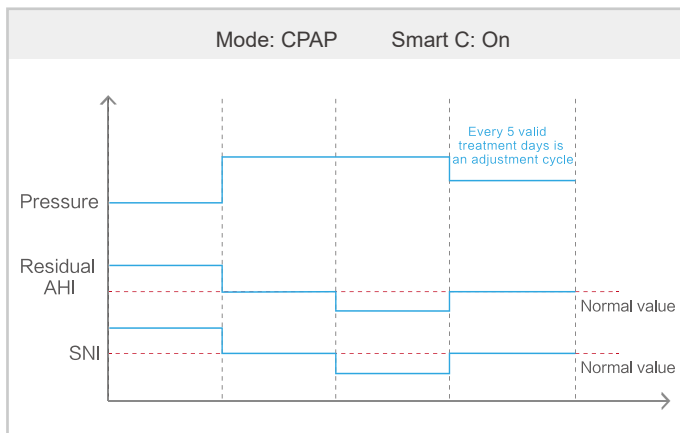 Mode: CPAP Smart C: On
Every 5 valid
treatment days is
an adjustment cycle
Pressure
Residual
AHI
Normal value
SNI
Normal value